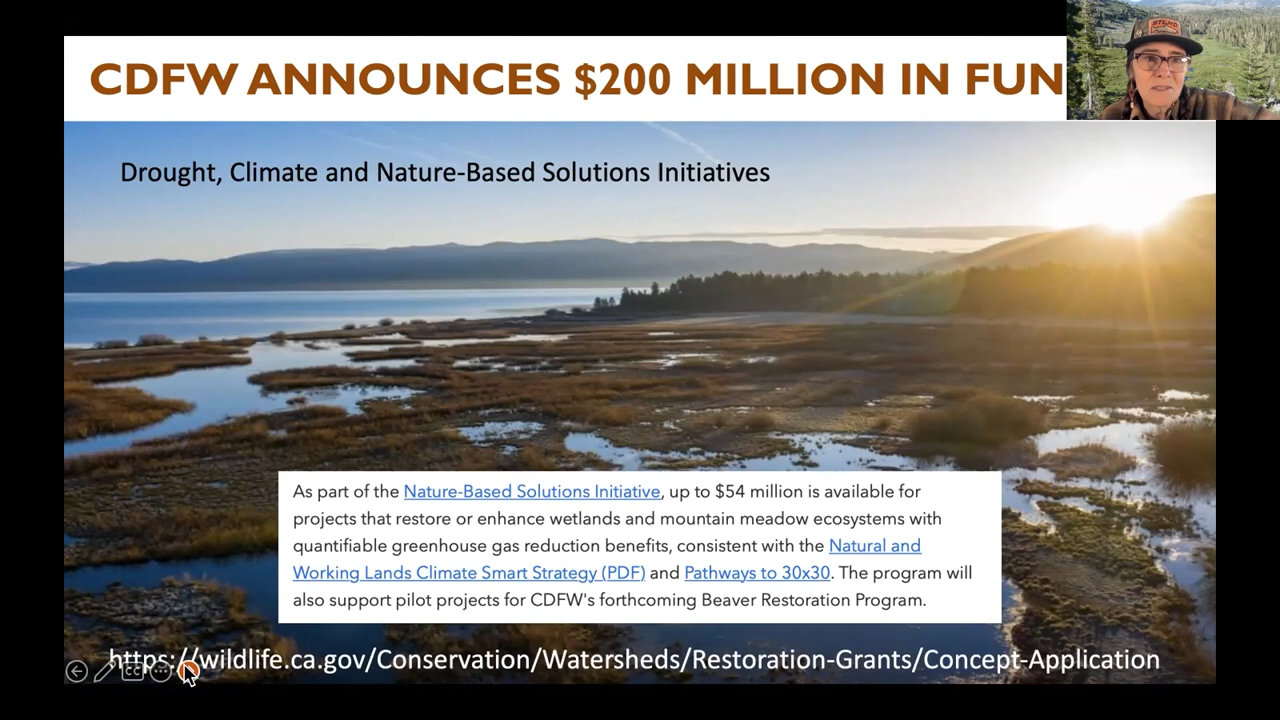 CDFW ANNOUNCES $200 MILLION IN FUN
Drought, Climate and Nature-Based Solutions Initiatives
As part of the Nature-Based Solutions Initiative, up to $54 million is available for
projects that restore or enhance wetlands and mountain meadow ecosystems with
quantifiable greenhouse gas reduction benefits, consistent with the Natural and
Working Lands Climate Smart Strategy (PDF) and Pathways to 30x30. The program will
also support pilot projects for CDFW's forthcoming Beaver Restoration Program.
https://wildlife.ca.gov/Conservation/Watersheds/Restoration-Grants/Concept-Application
CC